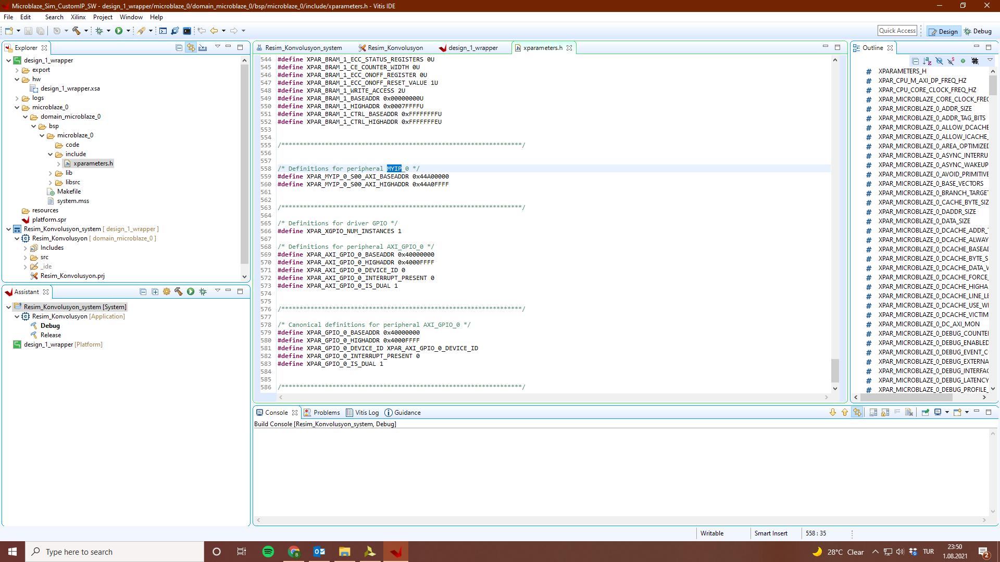 Microblaze_Sim_CustomIP_SW - design_1_wrapper/microblaze_0/domain_microblaze_0/bsp/microblaze_0/include/xparameters.h - Vitis IDE
File Edit Search Xilinx Project Window Help
Quick Access
Design
Debug
Explorer
design_1_wrapper
export
hw
design_1_wrapper.xsa
logs
microblaze_0
domain_microblaze_0
bsp
microblaze_0
code
include
xparameters.h
lib
libsrc
Makefile
system.mss
resources
platform.spr
Resim_Konvolusyon_system [ design_1_wrapper ]
Resim_Konvolusyon [ domain_microblaze_0 ]
Includes
src
_ide
Resim_Konvolusyon.prj
Assistant
Resim_Konvolusyon_system [System]
Resim_Konvolusyon [Application]
Debug
Release
design_1_wrapper [Platform]
Resim_Konvolusyon_system Resim_Konvolusyon design_1_wrapper xparameters.h
544 #define XPAR_BRAM_1_ECC_STATUS_REGISTERS 0U
545 #define XPAR_BRAM_1_CE_COUNTER_WIDTH 0U
546 #define XPAR_BRAM_1_ECC_ONOFF_REGISTER 0U
547 #define XPAR_BRAM_1_ECC_ONOFF_RESET_VALUE 1U
548 #define XPAR_BRAM_1_WRITE_ACCESS 2U
549 #define XPAR_BRAM_1_BASEADDR 0x00000000U
550 #define XPAR_BRAM_1_HIGHADDR 0x0007FFFFU
551 #define XPAR_BRAM_1_CTRL_BASEADDR 0xFFFFFFFFU
552 #define XPAR_BRAM_1_CTRL_HIGHADDR 0xFFFFFFFEU
553
554
555 /******************************************************************/
556
557
558 /* Definitions for peripheral MYIP_0 */
559 #define XPAR_MYIP_0_S00_AXI_BASEADDR 0x44A00000
560 #define XPAR_MYIP_0_S00_AXI_HIGHADDR 0x44A0FFFF
561
562
563 /******************************************************************/
564
565 /* Definitions for driver GPIO */
566 #define XPAR_XGPIO_NUM_INSTANCES 1
567
568 /* Definitions for peripheral AXI_GPIO_0 */
569 #define XPAR_AXI_GPIO_0_BASEADDR 0x40000000
570 #define XPAR_AXI_GPIO_0_HIGHADDR 0x4000FFFF
571 #define XPAR_AXI_GPIO_0_DEVICE_ID 0
572 #define XPAR_AXI_GPIO_0_INTERRUPT_PRESENT 0
573 #define XPAR_AXI_GPIO_0_IS_DUAL 1
574
575
576 /******************************************************************/
577
578 /* Canonical definitions for peripheral AXI_GPIO_0 */
579 #define XPAR_GPIO_0_BASEADDR 0x40000000
580 #define XPAR_GPIO_0_HIGHADDR 0x4000FFFF
581 #define XPAR_GPIO_0_DEVICE_ID XPAR_AXI_GPIO_0_DEVICE_ID
582 #define XPAR_GPIO_0_INTERRUPT_PRESENT 0
583 #define XPAR_GPIO_0_IS_DUAL 1
584
585
586 /******************************************************************/
Outline
XPARAMETERS_H
XPAR_CPU_M_AXI_DP_FREQ_HZ
XPAR_CPU_CORE_CLOCK_FREQ_HZ
XPAR_MICROBLAZE_CORE_CLOCK_FREQ
XPAR_MICROBLAZE_0_ADDR_SIZE
XPAR_MICROBLAZE_0_ADDR_TAG_BITS
XPAR_MICROBLAZE_0_ALLOW_DCACHE
XPAR_MICROBLAZE_0_ALLOW_ICACHE_
XPAR_MICROBLAZE_0_AREA_OPTIMIZED
XPAR_MICROBLAZE_0_ASYNC_INTERRU
XPAR_MICROBLAZE_0_ASYNC_WAKEUP
XPAR_MICROBLAZE_0_AVOID_PRIMITIVE
XPAR_MICROBLAZE_0_BASE_VECTORS
XPAR_MICROBLAZE_0_BRANCH_TARGET
XPAR_MICROBLAZE_0_CACHE_BYTE_SIZ
XPAR_MICROBLAZE_0_DADDR_SIZE
XPAR_MICROBLAZE_0_DATA_SIZE
XPAR_MICROBLAZE_0_DCACHE_ADDR_T
XPAR_MICROBLAZE_0_DCACHE_ALWAY
XPAR_MICROBLAZE_0_DCACHE_BASEAD
XPAR_MICROBLAZE_0_DCACHE_BYTE_S
XPAR_MICROBLAZE_0_DCACHE_DATA_W
XPAR_MICROBLAZE_0_DCACHE_FORCE_
XPAR_MICROBLAZE_0_DCACHE_HIGHA
XPAR_MICROBLAZE_0_DCACHE_LINE_LE
XPAR_MICROBLAZE_0_DCACHE_USE_WR
XPAR_MICROBLAZE_0_DCACHE_VICTIM
XPAR_MICROBLAZE_0_DC_AXI_MON
XPAR_MICROBLAZE_0_DEBUG_COUNTER
XPAR_MICROBLAZE_0_DEBUG_ENABLED
XPAR_MICROBLAZE_0_DEBUG_EVENT_C
XPAR_MICROBLAZE_0_DEBUG_EXTERNA
XPAR_MICROBLAZE_0_DEBUG_INTERFAC
XPAR_MICROBLAZE_0_DEBUG_LATENCY
XPAR_MICROBLAZE_0_DEBUG_PROFILE_
Console Problems Vitis Log Guidance
Build Console [Resim_Konvolusyon_system, Debug]
Writable Smart Insert 558 : 35
Type here to search
28°C Clear
TUR
23:50
1.08.2021
2